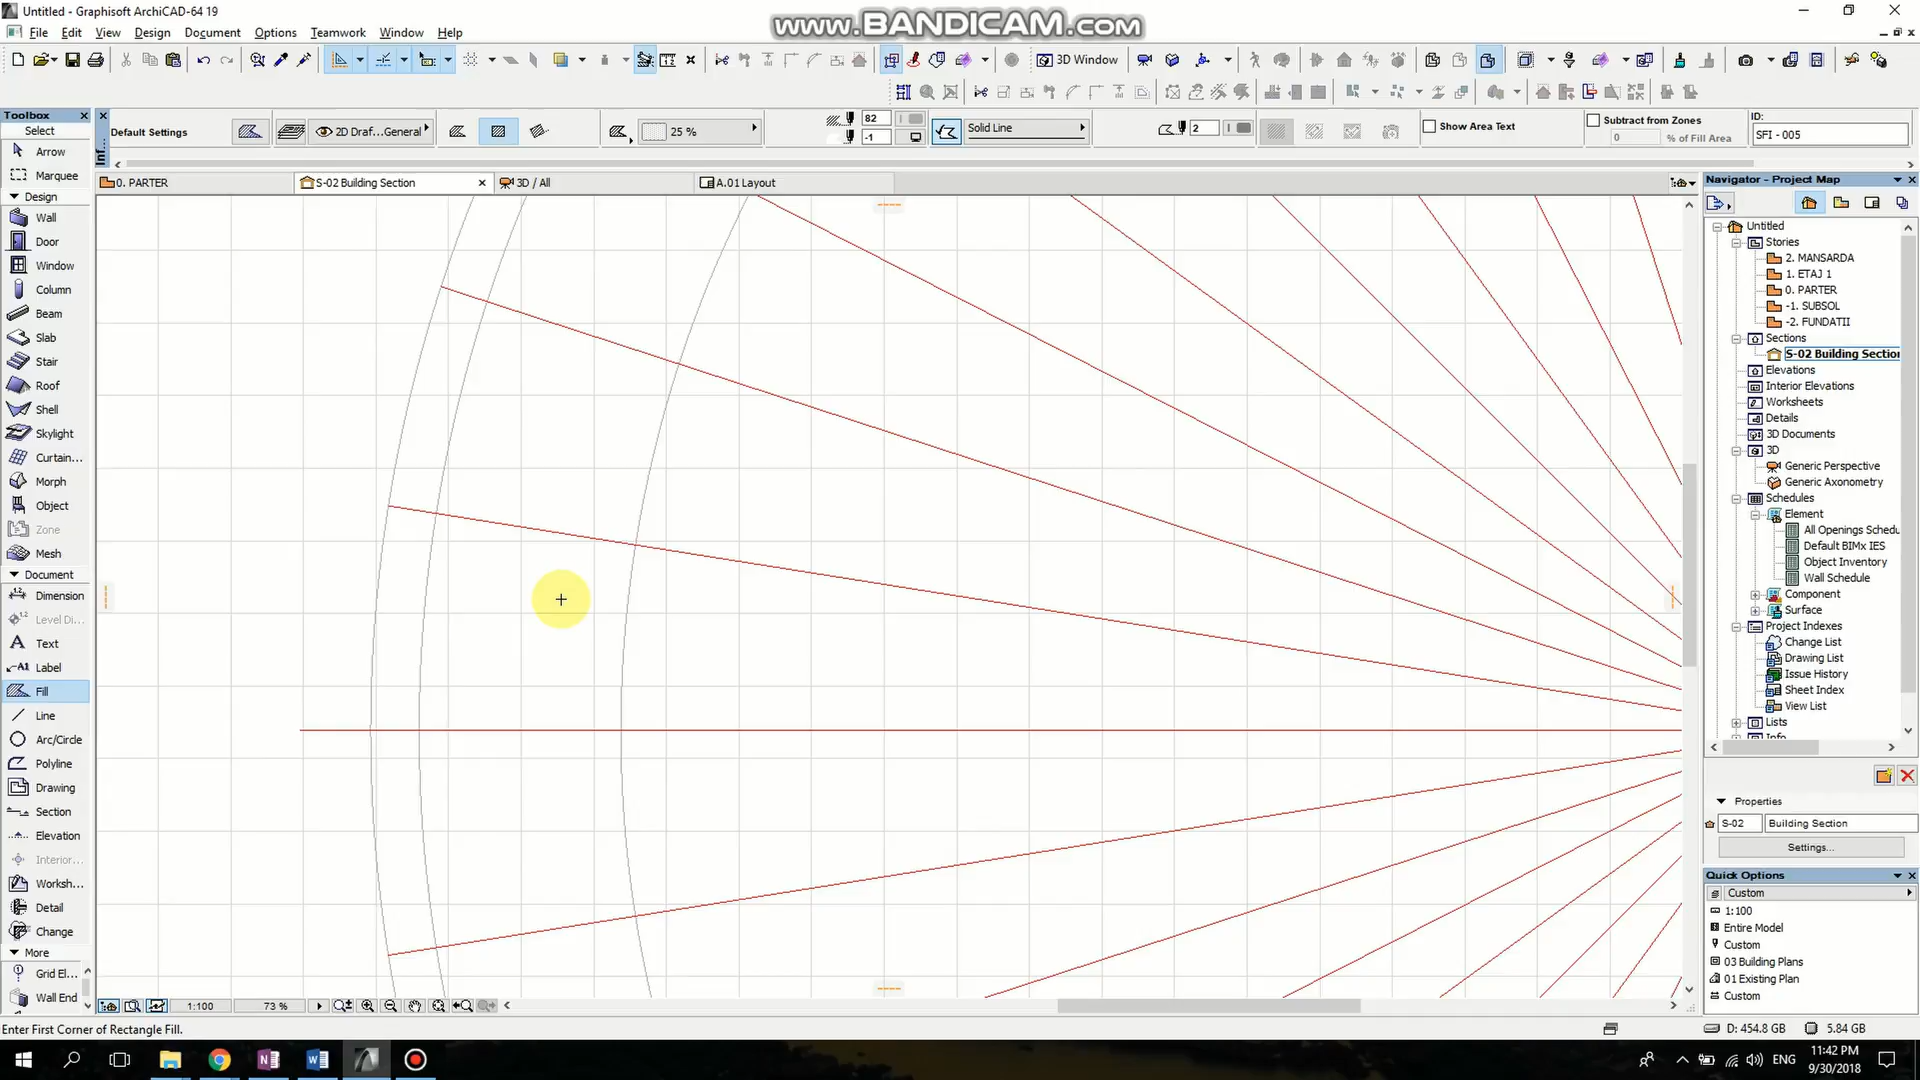 Untitled - Graphisoft ArchiCAD-64 19
www.BANDICAM.com
File Edit View Design Document Options Teamwork Window Help
3D Window
Toolbox
Select
Arrow
Marquee
Design
Wall
Door
Window
Column
Beam
Slab
Stair
Roof
Shell
Skylight
Curtain...
Morph
Object
Zone
Mesh
Document
Dimension
Level Di...
Text
Label
Fill
Line
Arc/Circle
Polyline
Drawing
Section
Elevation
Interior...
Worksh...
Detail
Change
More
Grid El...
Wall End
Inf...
Default Settings
2D Draf...General
25 %
82
-1
Solid Line
2
Show Area Text
Subtract from Zones
0 % of Fill Area
ID:
SFI - 005
0. PARTER
S-02 Building Section
3D / All
A.01 Layout
Navigator - Project Map
Untitled
Stories
2. MANSARDA
1. ETAJ 1
0. PARTER
-1. SUBSOL
-2. FUNDATII
Sections
S-02 Building Section
Elevations
Interior Elevations
Worksheets
Details
3D Documents
3D
Generic Perspective
Generic Axonometry
Schedules
Element
All Openings Schedu
Default BIMx IES
Object Inventory
Wall Schedule
Component
Surface
Project Indexes
Change List
Drawing List
Issue History
Sheet Index
View List
Lists
Info
Properties
S-02 Building Section
Settings...
Quick Options
Custom
1:100
Entire Model
Custom
03 Building Plans
01 Existing Plan
Custom
1:100
73 %
Enter First Corner of Rectangle Fill.
D: 454.8 GB
5.84 GB
ENG
11:42 PM
9/30/2018